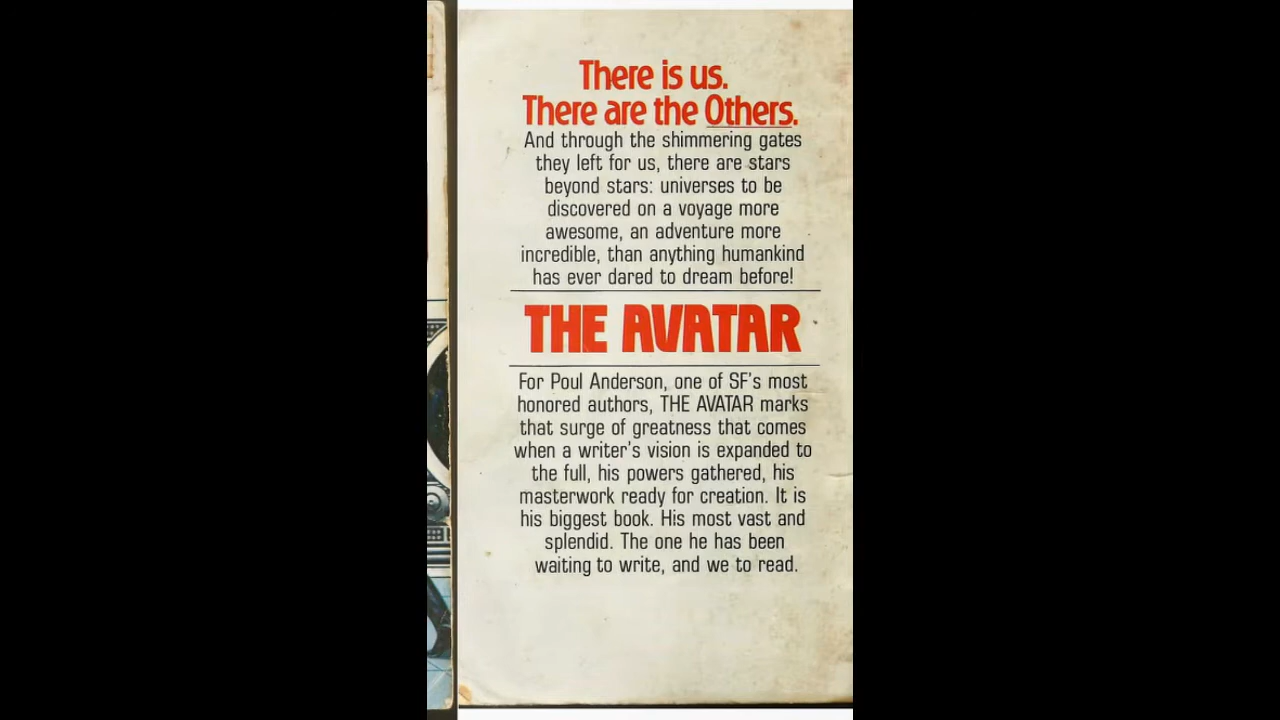 There is us.
There are the Others.
And through the shimmering gates
they left for us, there are stars
beyond stars: universes to be
discovered on a voyage more
awesome, an adventure more
incredible, than anything humankind
has ever dared to dream before!
THE AVATAR
For Poul Anderson, one of SF's most
honored authors, THE AVATAR marks
that surge of greatness that comes
when a writer's vision is expanded to
the full, his powers gathered, his
masterwork ready for creation. It is
his biggest book. His most vast and
splendid. The one he has been
waiting to write, and we to read.